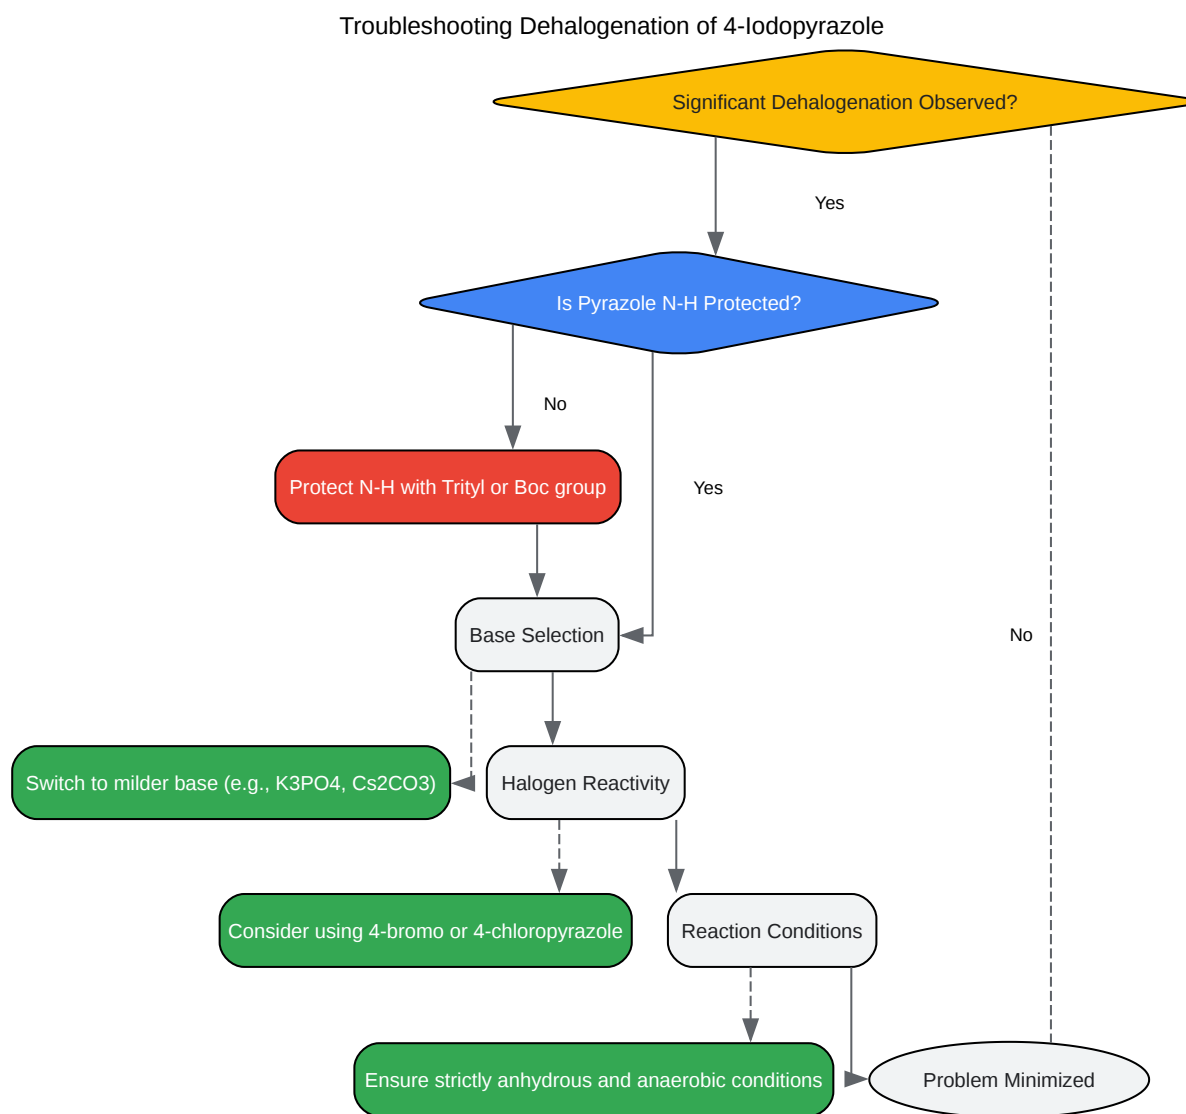 Troubleshooting Dehalogenation of 4-Iodopyrazole
Significant Dehalogenation Observed?
Yes
Is Pyrazole N-H Protected?
No
Protect N-H with Trityl or Boc group
Yes
Base Selection
No
Switch to milder base (e.g., K3PO4, Cs2CO3)
Halogen Reactivity
Consider using 4-bromo or 4-chloropyrazole
Reaction Conditions
Ensure strictly anhydrous and anaerobic conditions
Problem Minimized